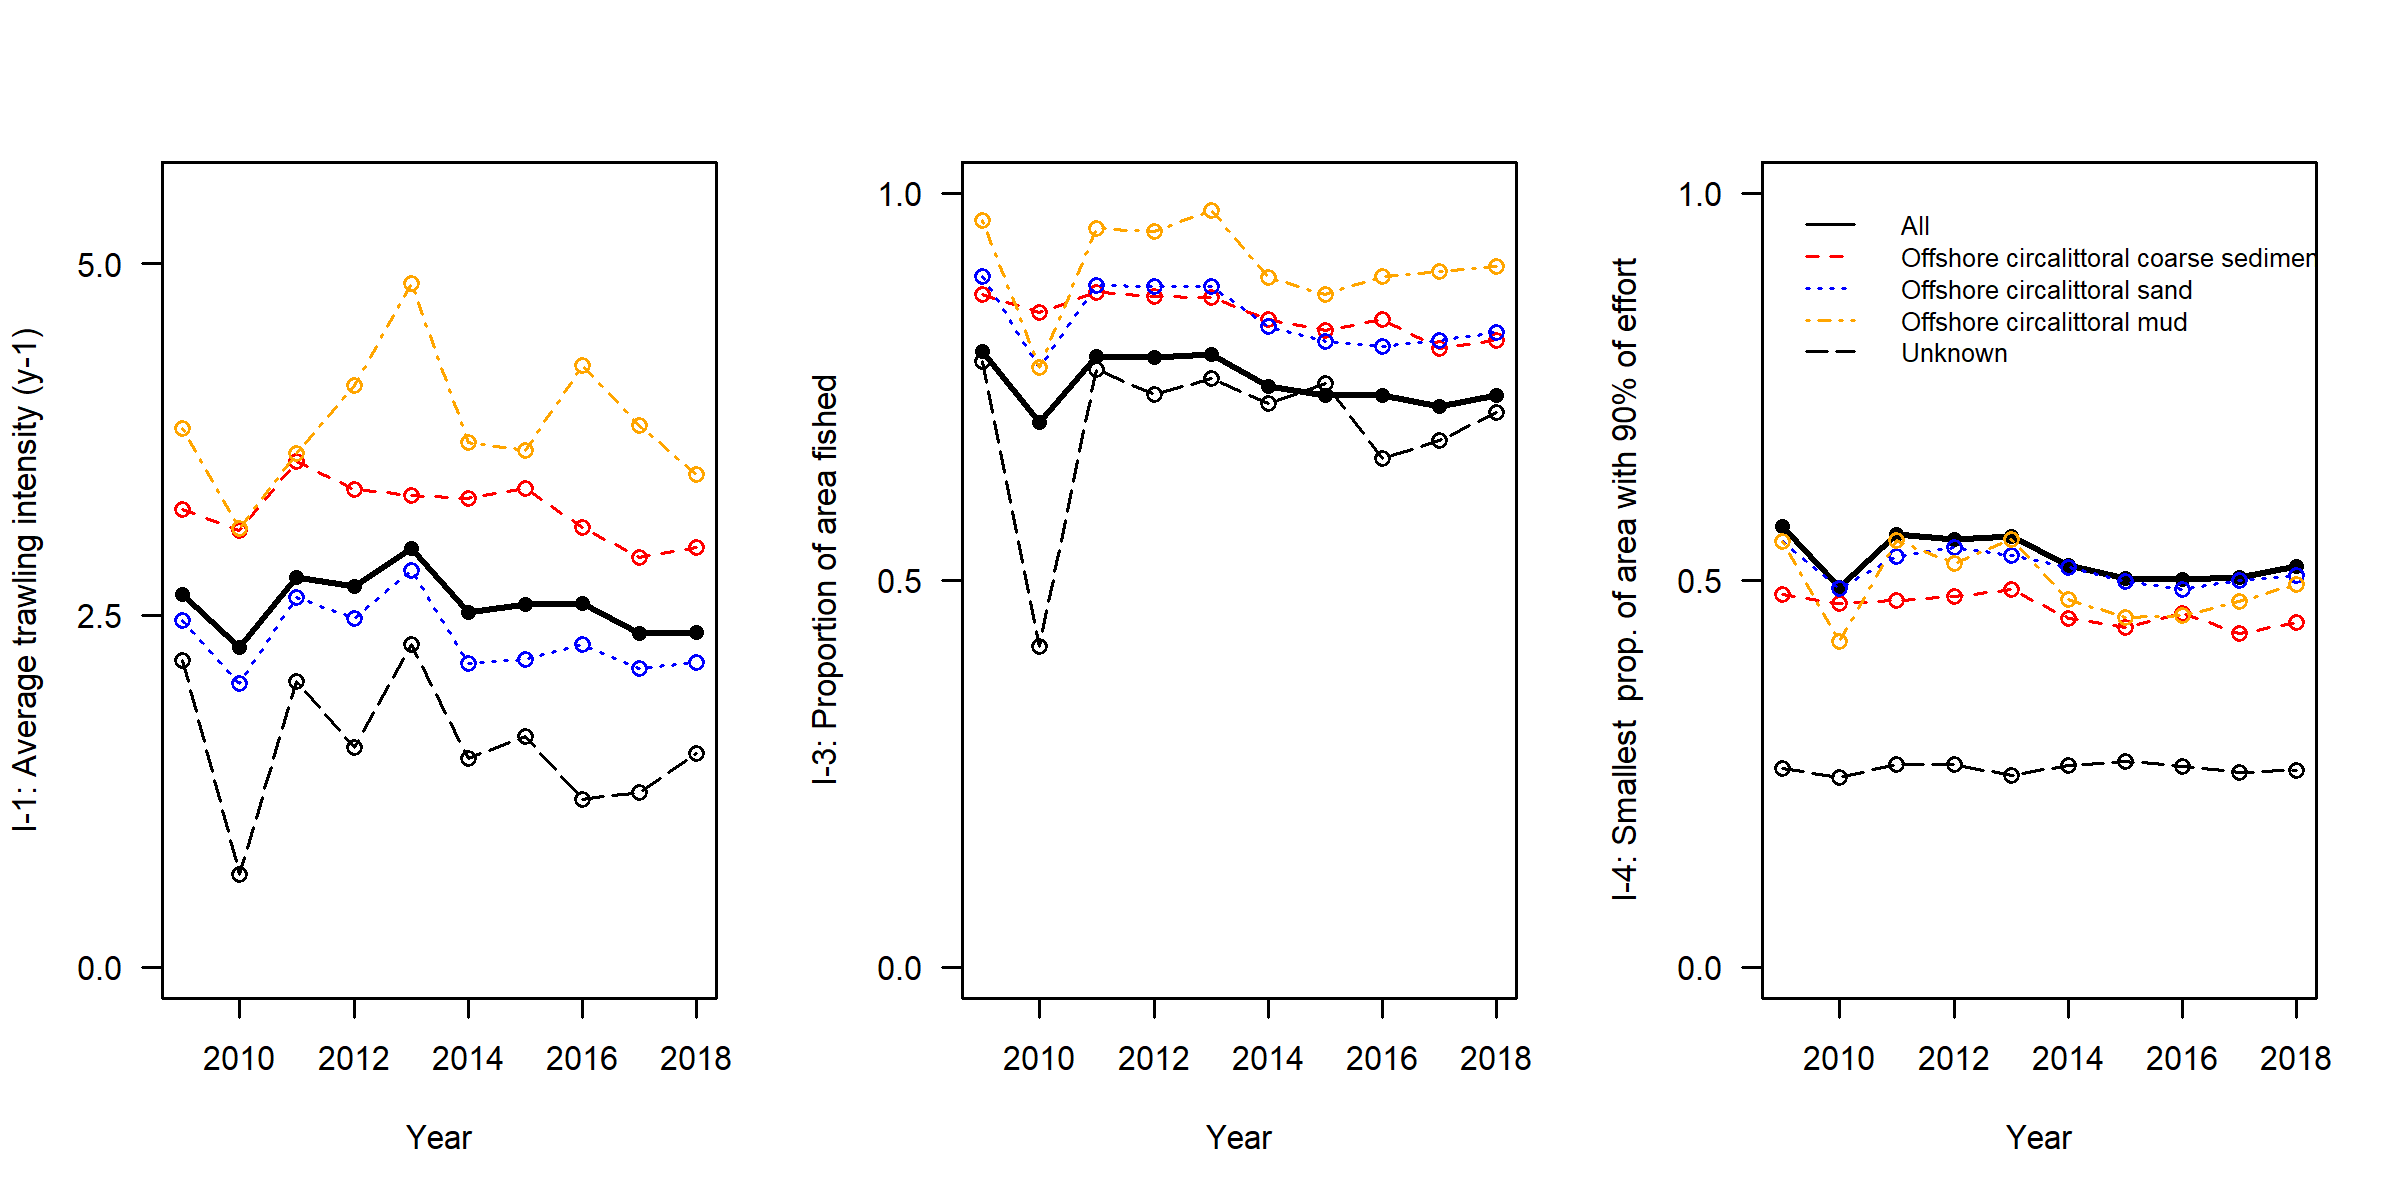 I-1: Average trawling intensity (y-1)
5.0
2.5
0.0
2010 2012 2014 2016 2018
Year
I-3: Proportion of area fished
1.0
0.5
0.0
2010 2012 2014 2016 2018
Year
I-4: Smallest prop. of area with 90% of effort
1.0
0.5
0.0
All
Offshore circalittoral coarse sedimen
Offshore circalittoral sand
Offshore circalittoral mud
Unknown
2010 2012 2014 2016 2018
Year